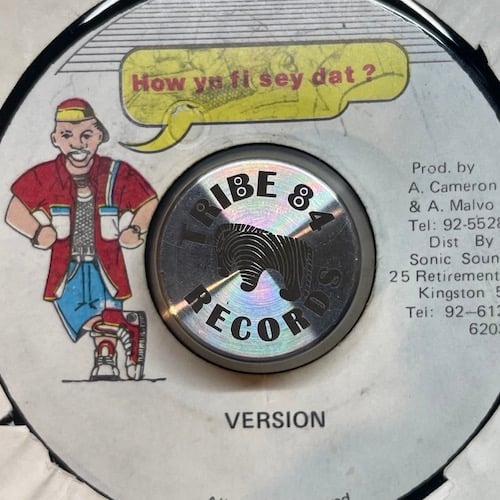 How yu fi sey dat ?
TRIBE 84
RECORDS
Prod. by
A. Cameron
& A. Malvo
Tel: 92-5528
Dist By
Sonic Soun
25 Retirement
Kingston 5
Tel: 92-612
6203
VERSION